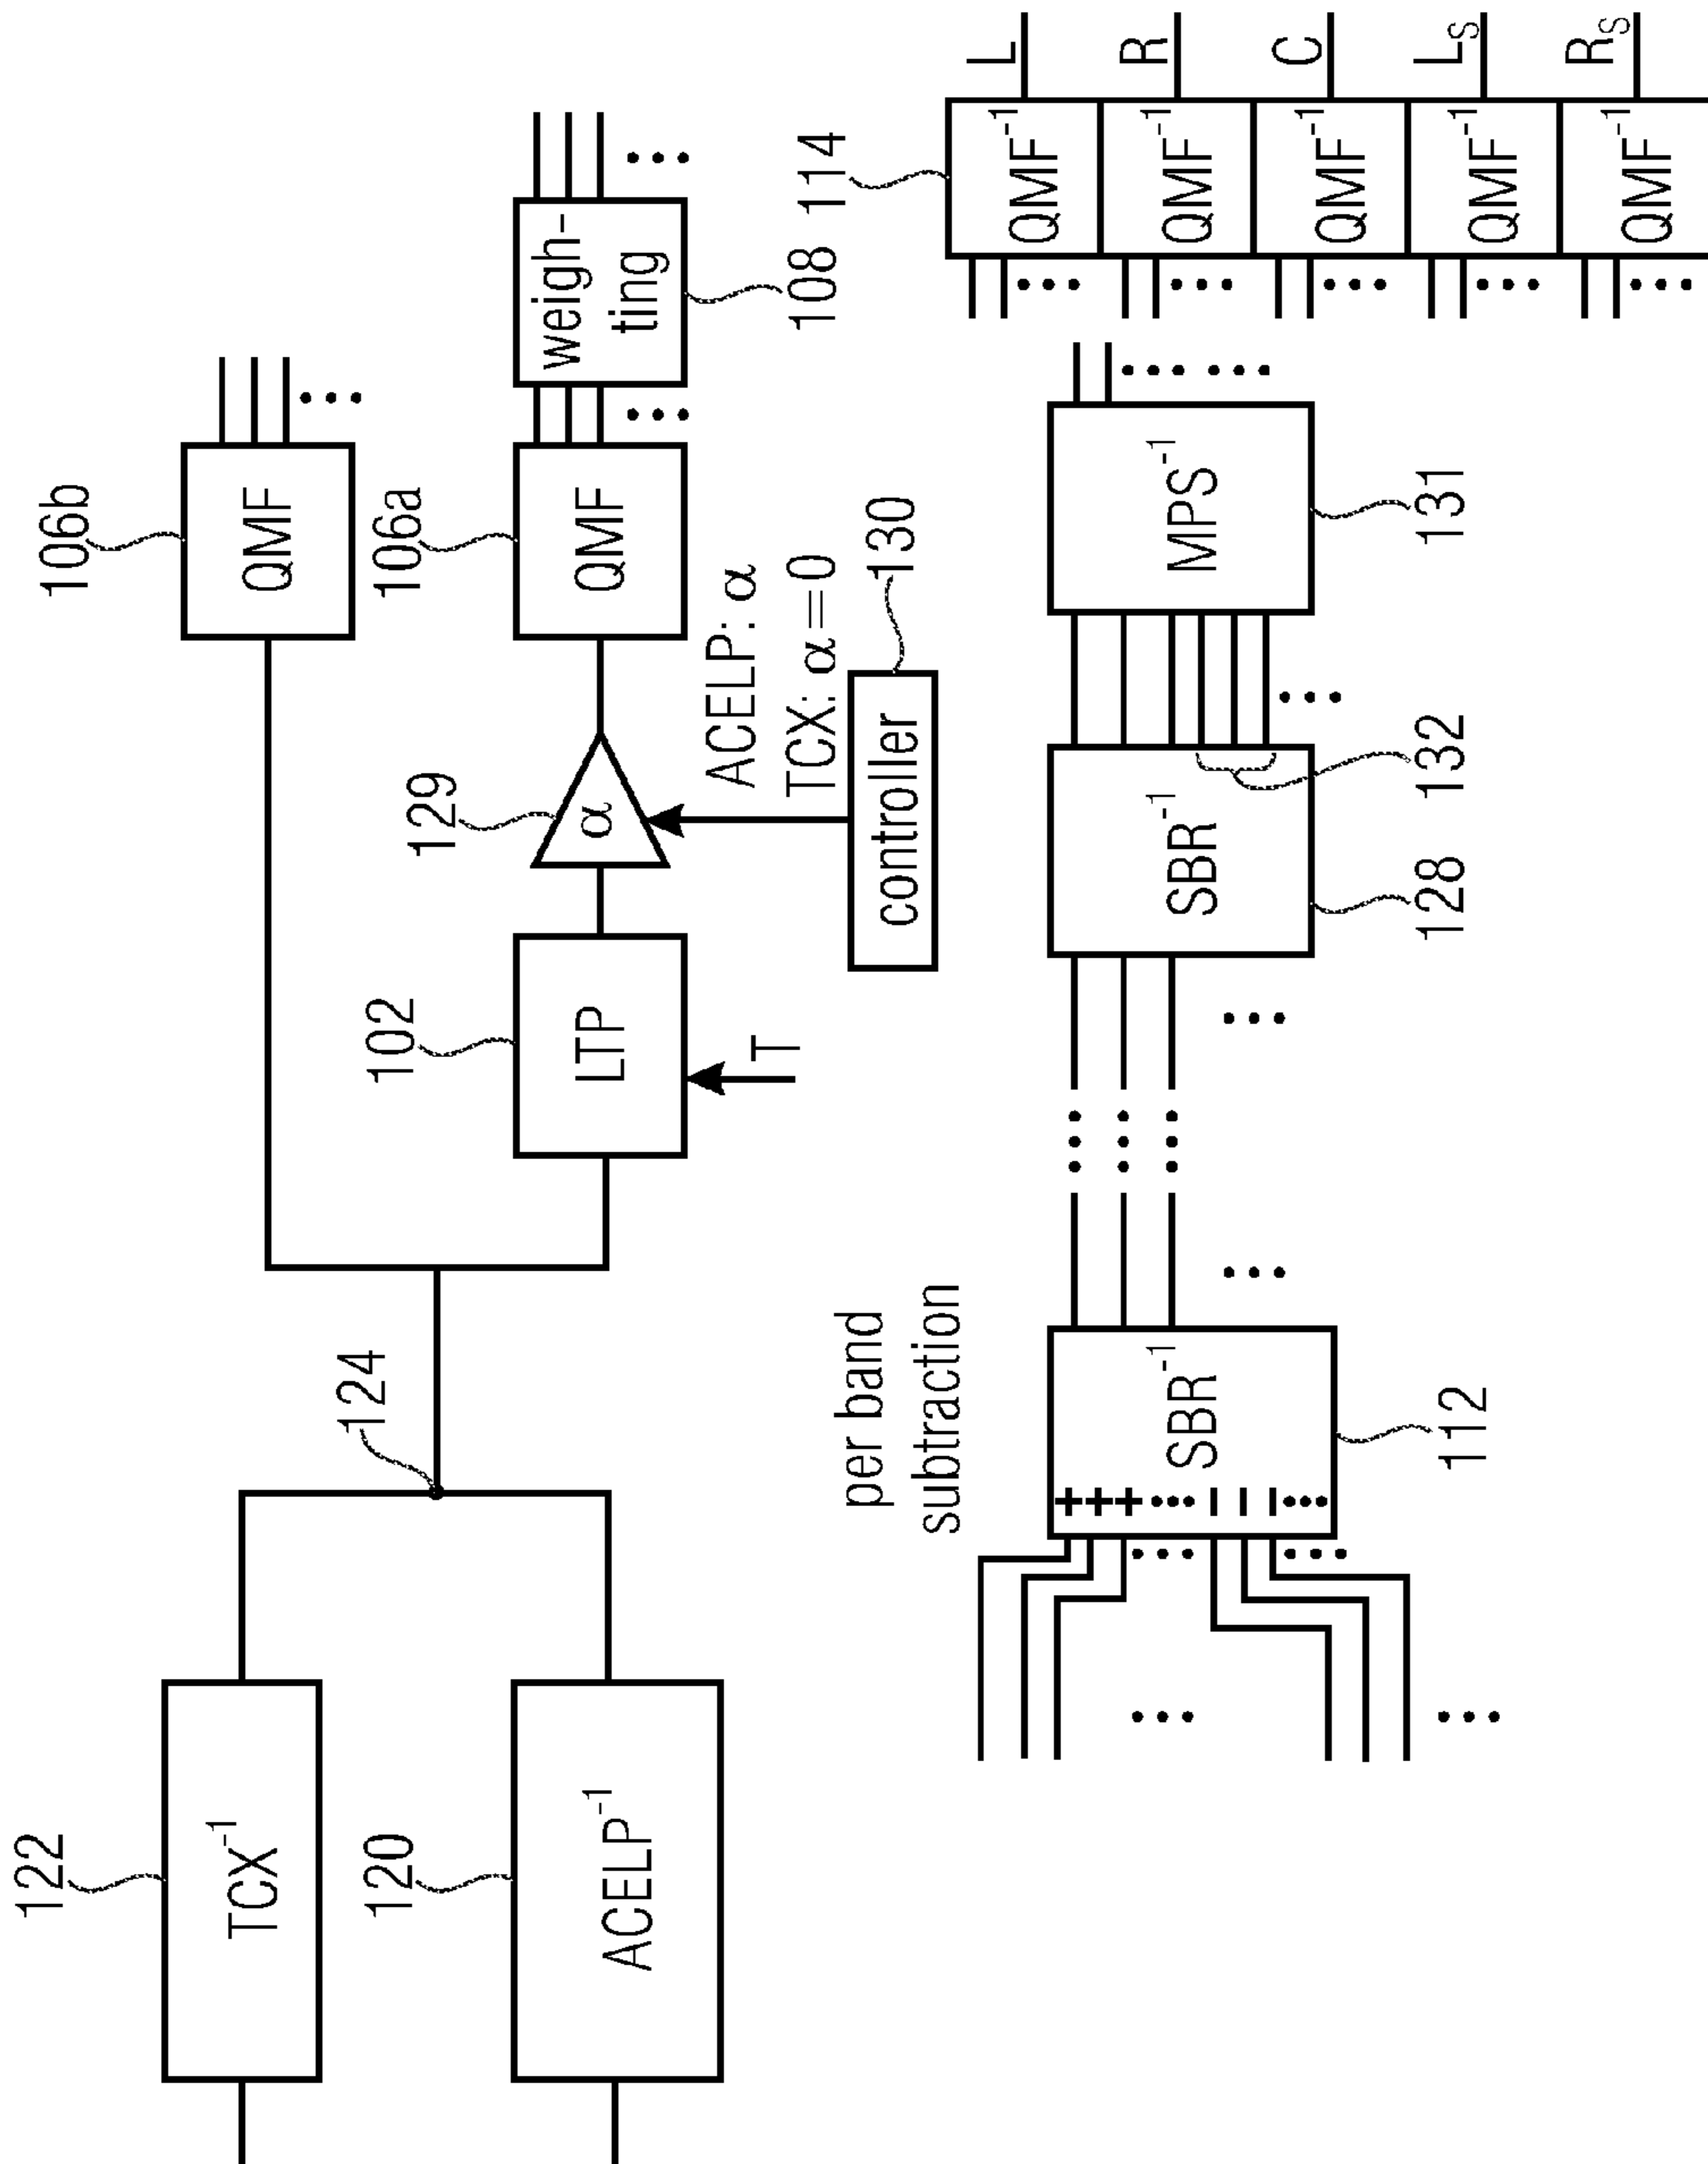 122
TCX⁻¹
120
ACELP⁻¹
124
106b
QMF
102
LTP
T
129
α
106a
QMF
weigh-
ting
108
ACELP: α
TCX: α=0
130
controller
per band
subtraction
+ + + ••• − − − •••
SBR⁻¹
112
SBR⁻¹
128
132
MPS⁻¹
131
114
QMF⁻¹
L
QMF⁻¹
R
QMF⁻¹
C
QMF⁻¹
L_S
QMF⁻¹
R_S